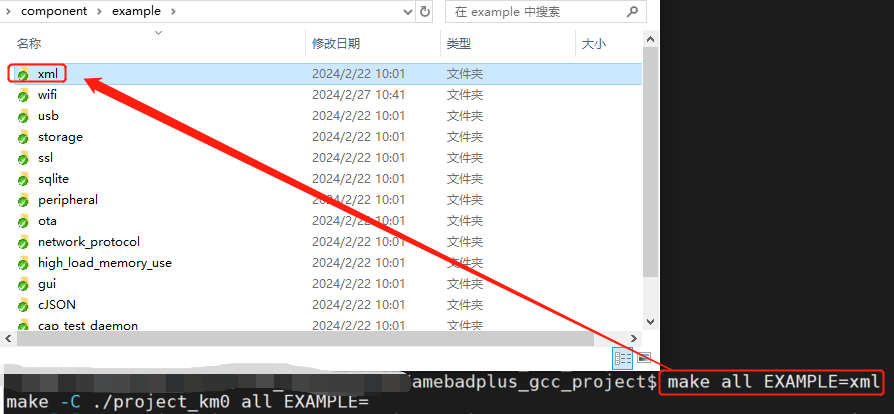 component > example >
在 example 中搜索
名称 修改日期 类型 大小
xml 2024/2/22 10:01 文件夹
wifi 2024/2/27 10:41 文件夹
usb 2024/2/22 10:01 文件夹
storage 2024/2/22 10:01 文件夹
ssl 2024/2/22 10:01 文件夹
sqlite 2024/2/22 10:01 文件夹
peripheral 2024/2/22 10:01 文件夹
ota 2024/2/22 10:01 文件夹
network_protocol 2024/2/22 10:01 文件夹
high_load_memory_use 2024/2/22 10:01 文件夹
gui 2024/2/22 10:01 文件夹
cJSON 2024/2/22 10:01 文件夹
cap_test_daemon 2024/2/22 10:01 文件夹
/amebadplus_gcc_project$ make all EXAMPLE=xml
make -C ./project_km0 all EXAMPLE=